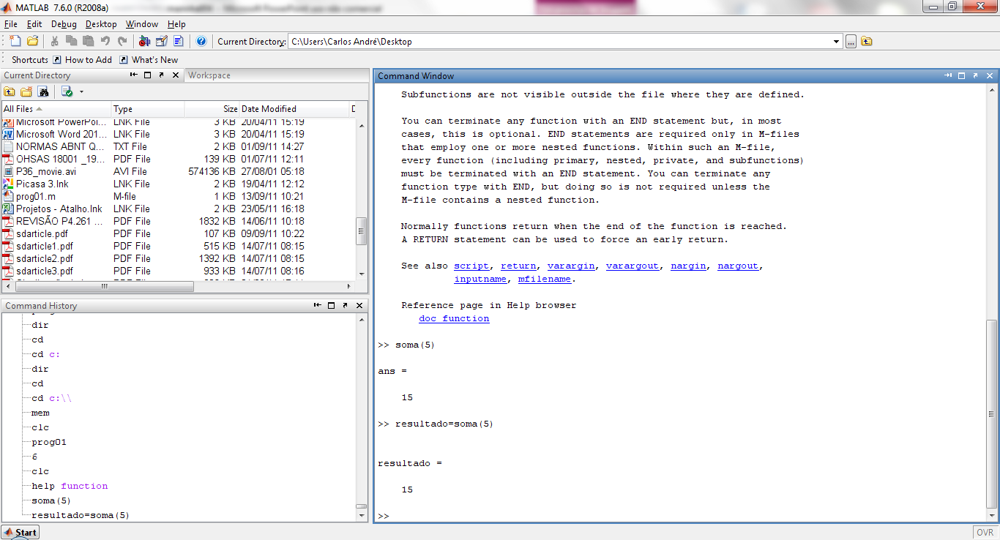 MATLAB 7.6.0 (R2008a)
File Edit Debug Desktop Window Help
Current Directory: C:\Users\Carlos André\Desktop ...
Shortcuts How to Add What's New
Current Directory Workspace
All Files Type Size Date Modified D
Microsoft PowerPoi... LNK File 3 KB 20/04/11 15:19
Microsoft Word 201... LNK File 3 KB 20/04/11 15:19
NORMAS ABNT Q... TXT File 2 KB 01/09/11 14:27
OHSAS 18001 _19... PDF File 139 KB 01/07/11 12:11
P36_movie.avi AVI File 574136 KB 27/08/01 05:18
Picasa 3.lnk LNK File 2 KB 19/04/11 12:12
prog01.m M-file 1 KB 13/09/11 10:21
Projetos - Atalho.lnk LNK File 2 KB 23/05/11 16:18
REVISÃO P4.261 ... PDF File 1832 KB 14/06/11 10:18
sdarticle.pdf PDF File 107 KB 09/09/11 10:22
sdarticle1.pdf PDF File 515 KB 14/07/11 08:15
sdarticle2.pdf PDF File 1392 KB 14/07/11 08:15
sdarticle3.pdf PDF File 933 KB 14/07/11 08:16
Command History
dir
cd
cd c:
dir
cd
cd c:\\
mem
clc
prog01
6
clc
help function
soma(5)
resultado=soma(5)
Command Window
Subfunctions are not visible outside the file where they are defined.
You can terminate any function with an END statement but, in most
cases, this is optional. END statements are required only in M-files
that employ one or more nested functions. Within such an M-file,
every function (including primary, nested, private, and subfunctions)
must be terminated with an END statement. You can terminate any
function type with END, but doing so is not required unless the
M-file contains a nested function.
Normally functions return when the end of the function is reached.
A RETURN statement can be used to force an early return.
See also script, return, varargin, varargout, nargin, nargout,
inputname, mfilename.
Reference page in Help browser
doc function
>> soma(5)
ans =
15
>> resultado=soma(5)
resultado =
15
>>
Start
OVR